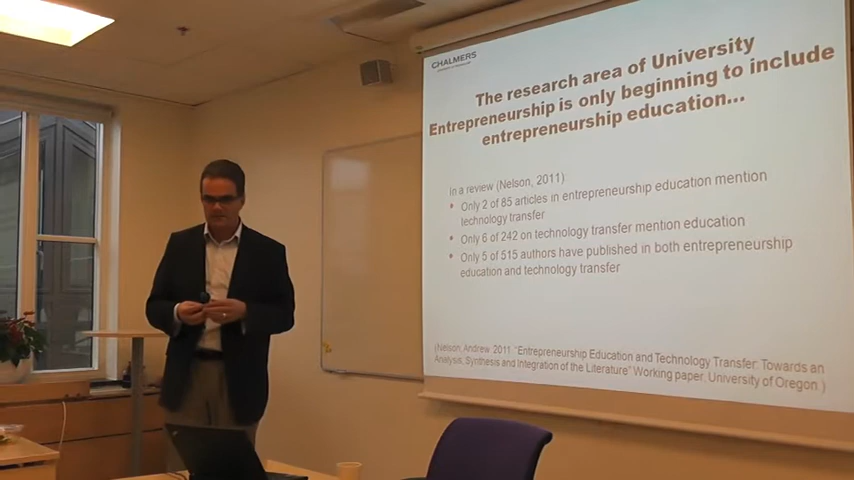 CHALMERS
The research area of University
Entrepreneurship is only beginning to include
entrepreneurship education...
In a review (Nelson, 2011)
• Only 2 of 85 articles in entrepreneurship education mention
technology transfer
• Only 6 of 242 on technology transfer mention education
• Only 5 of 515 authors have published in both entrepreneurship
education and technology transfer
(Nelson, Andrew 2011 "Entrepreneurship Education and Technology Transfer: Towards an
Analysis, Synthesis and Integration of the Literature" Working paper, University of Oregon)